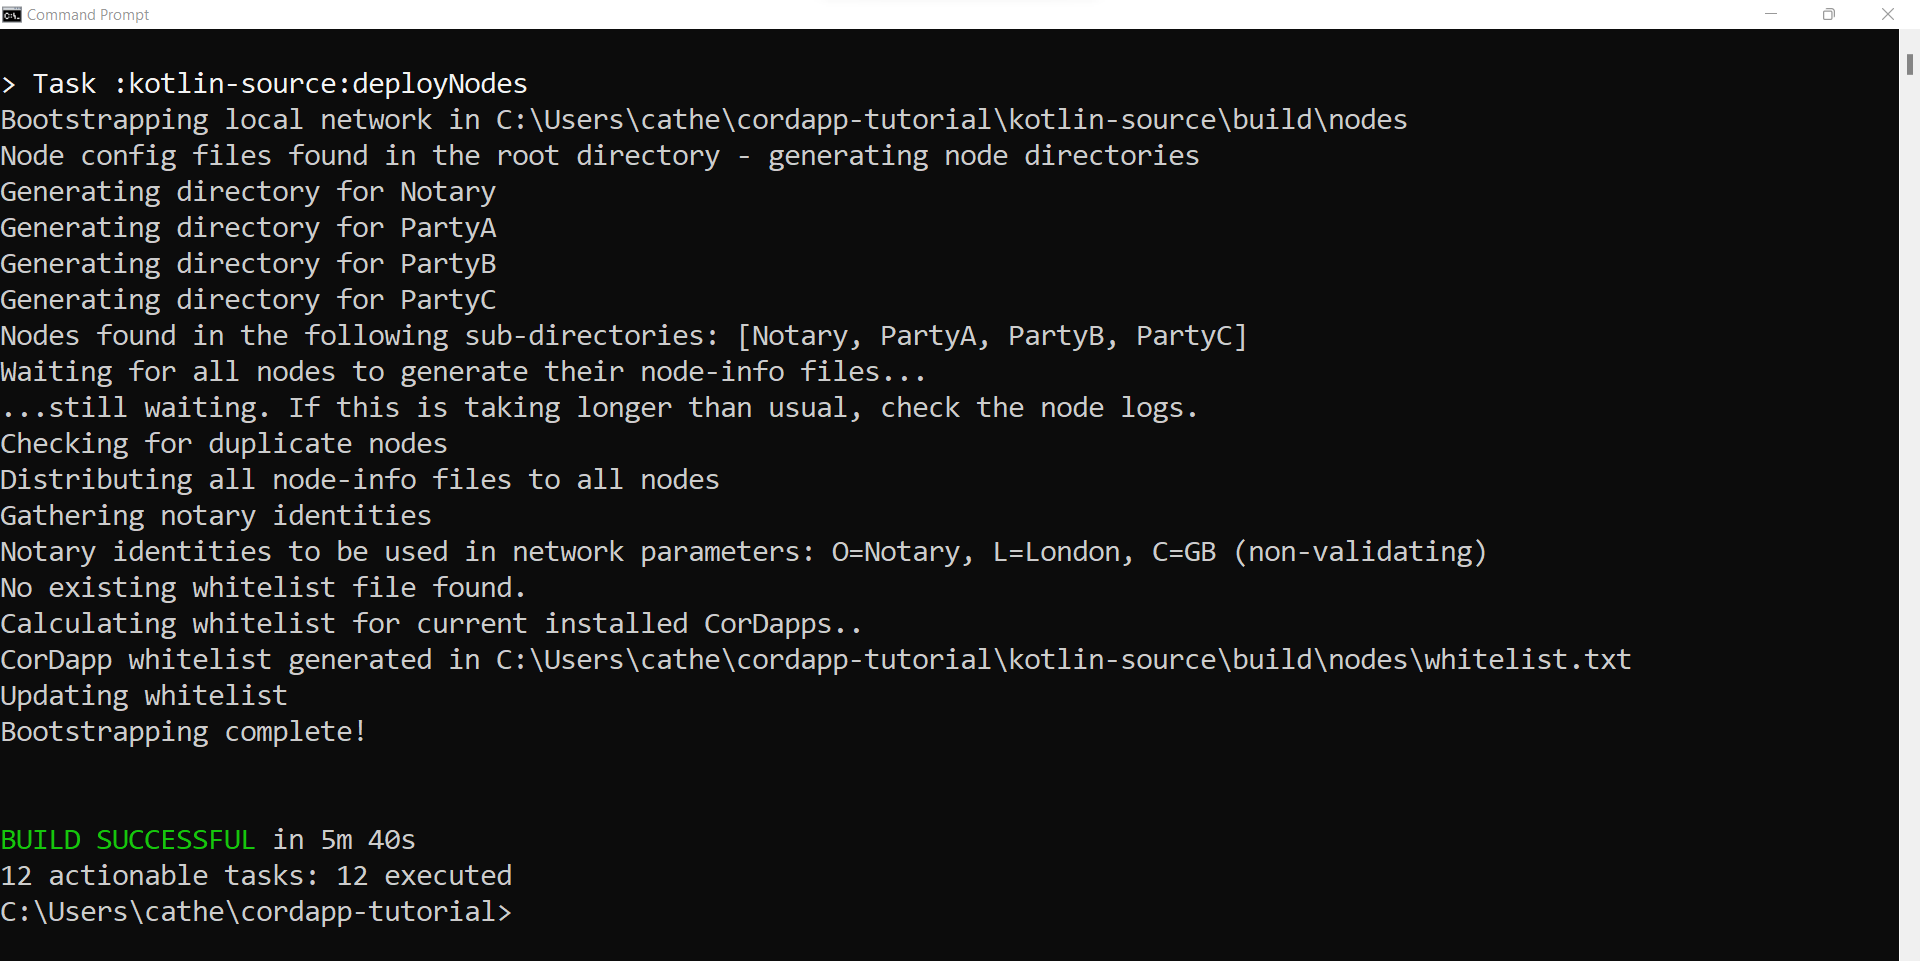 Command Prompt
> Task :kotlin-source:deployNodes
Bootstrapping local network in C:\Users\cathe\cordapp-tutorial\kotlin-source\build\nodes
Node config files found in the root directory - generating node directories
Generating directory for Notary
Generating directory for PartyA
Generating directory for PartyB
Generating directory for PartyC
Nodes found in the following sub-directories: [Notary, PartyA, PartyB, PartyC]
Waiting for all nodes to generate their node-info files...
...still waiting. If this is taking longer than usual, check the node logs.
Checking for duplicate nodes
Distributing all node-info files to all nodes
Gathering notary identities
Notary identities to be used in network parameters: O=Notary, L=London, C=GB (non-validating)
No existing whitelist file found.
Calculating whitelist for current installed CorDapps..
CorDapp whitelist generated in C:\Users\cathe\cordapp-tutorial\kotlin-source\build\nodes\whitelist.txt
Updating whitelist
Bootstrapping complete!
BUILD SUCCESSFUL in 5m 40s
12 actionable tasks: 12 executed
C:\Users\cathe\cordapp-tutorial>